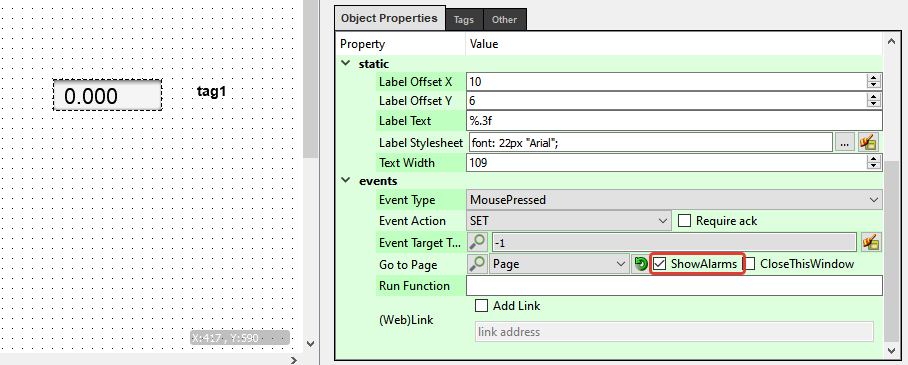 Object Properties Tags Other
Property Value
static
Label Offset X 10
Label Offset Y 6
Label Text %.3f
Label Stylesheet font: 22px "Arial"; ...
Text Width 109
events
Event Type MousePressed
Event Action SET Require ack
Event Target T... -1
Go to Page Page ShowAlarms CloseThisWindow
Run Function
Add Link
(Web)Link
link address
0.000 tag1
X:417 , Y:590